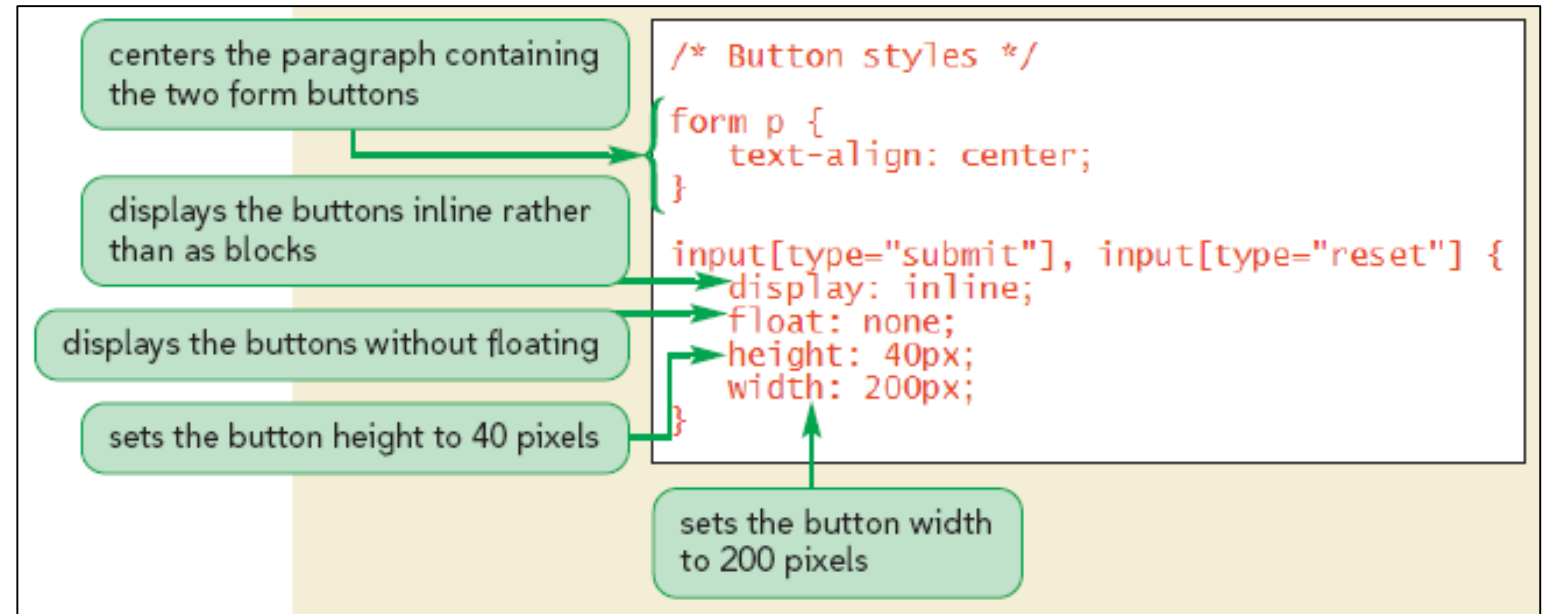 centers the paragraph containing
the two form buttons
displays the buttons inline rather
than as blocks
displays the buttons without floating
sets the button height to 40 pixels
/* Button styles */
form p {
text-align: center;
}
input[type="submit"], input[type="reset"] {
display: inline;
float: none;
height: 40px;
width: 200px;
}
sets the button width
to 200 pixels